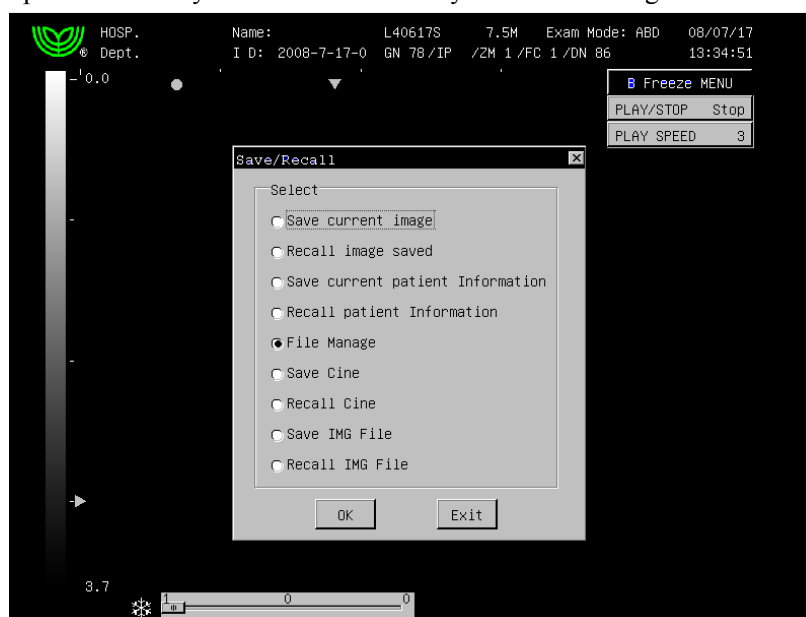 HOSP. Name: L40617S 7.5M Exam Mode: ABD 08/07/17
® Dept. I D: 2008-7-17-0 GN 78/IP /ZM 1/FC 1/DN 86 13:34:51
0.0
B Freeze MENU
PLAY/STOP Stop
PLAY SPEED 3
Save/Recall
Select
Save current image
Recall image saved
Save current patient Information
Recall patient Information
File Manage
Save Cine
Recall Cine
Save IMG File
Recall IMG File
OK Exit
3.7
1 0 0